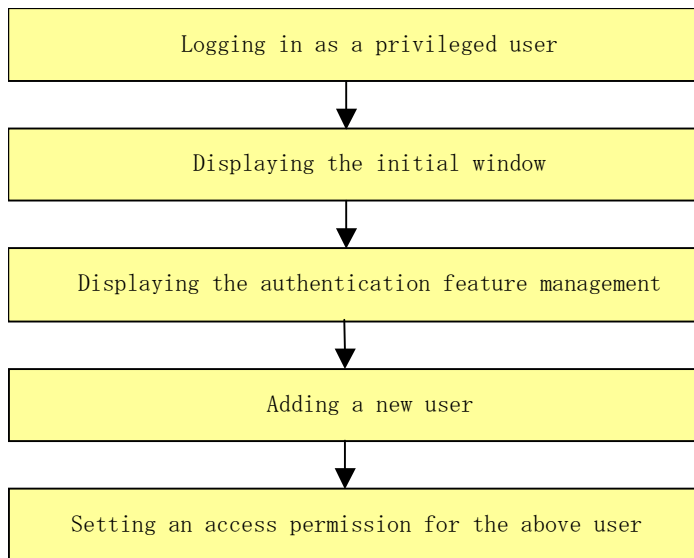 Logging in as a privileged user
Displaying the initial window
Displaying the authentication feature management
Adding a new user
Setting an access permission for the above user